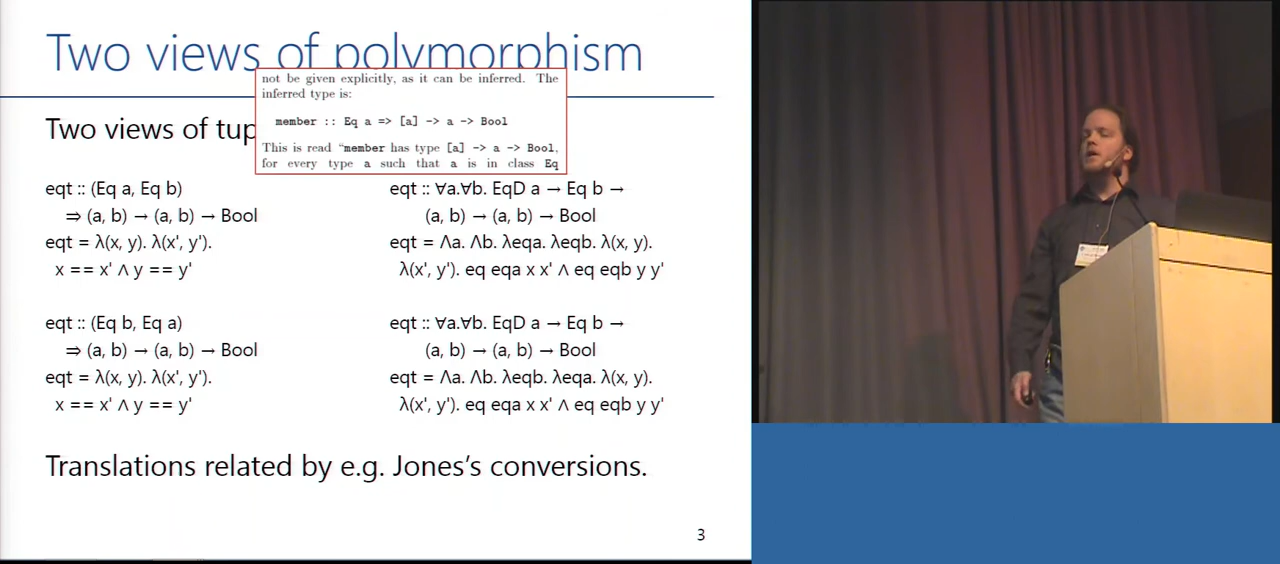 Two views of polymorphism
not be given explicitly, as it can be inferred. The
inferred type is:
member :: Eq a => [a] -> a -> Bool
This is read “member has type [a] -> a -> Bool,
for every type a such that a is in class Eq
Two views of tup
eqt :: (Eq a, Eq b)
⇒ (a, b) → (a, b) → Bool
eqt = λ(x, y). λ(x', y').
x == x' ∧ y == y'
eqt :: ∀a.∀b. EqD a → Eq b →
(a, b) → (a, b) → Bool
eqt = Λa. Λb. λeqa. λeqb. λ(x, y).
λ(x', y'). eq eqa x x' ∧ eq eqb y y'
eqt :: (Eq b, Eq a)
⇒ (a, b) → (a, b) → Bool
eqt = λ(x, y). λ(x', y').
x == x' ∧ y == y'
eqt :: ∀a.∀b. EqD a → Eq b →
(a, b) → (a, b) → Bool
eqt = Λa. Λb. λeqb. λeqa. λ(x, y).
λ(x', y'). eq eqa x x' ∧ eq eqb y y'
Translations related by e.g. Jones’s conversions.
3